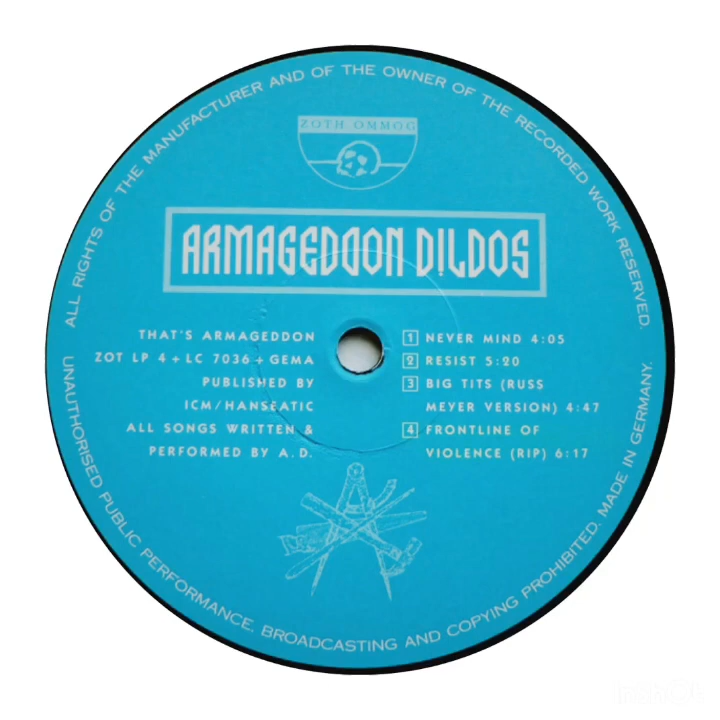 ALL RIGHTS OF THE MANUFACTURER AND OF THE OWNER OF THE RECORDED WORK RESERVED.
ZOTH OMMOG
ARMAGEDDON DILDOS
THAT'S ARMAGEDDON
ZOT LP 4 + LC 7036 + GEMA
PUBLISHED BY
ICM/HANSEATIC
ALL SONGS WRITTEN &
PERFORMED BY A.D.
1 NEVER MIND 4:05
2 RESIST 5:20
3 BIG TITS (RUSS
MEYER VERSION) 4:47
4 FRONTLINE OF
VIOLENCE (RIP) 6:17
UNAUTHORISED PUBLIC PERFORMANCE, BROADCASTING AND COPYING PROHIBITED. MADE IN GERMANY.